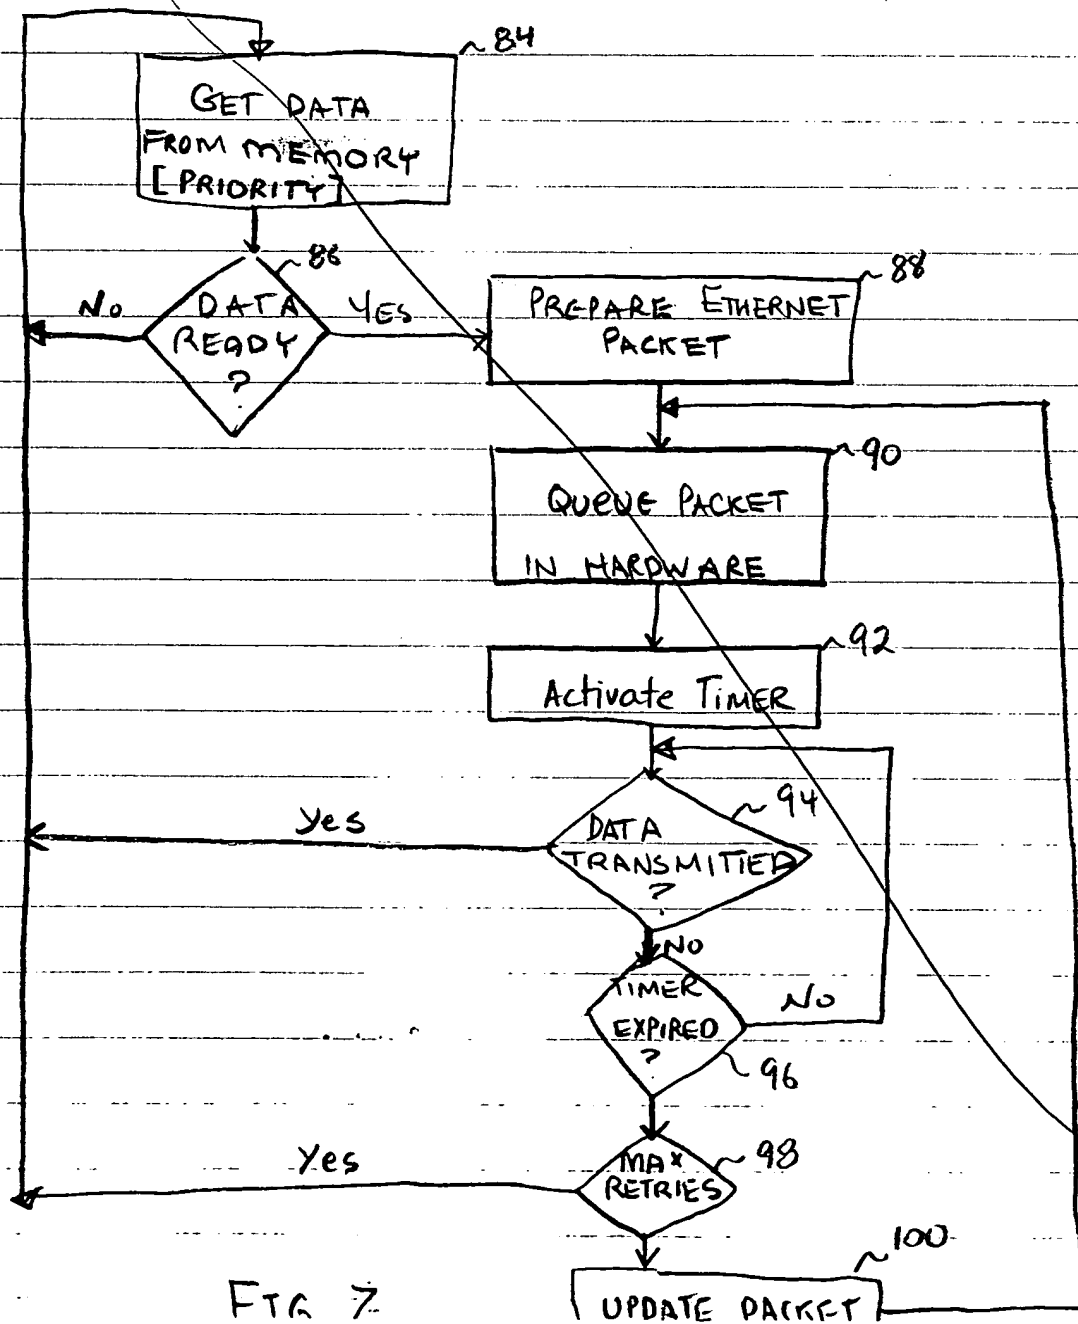 84
GET DATA
FROM MEMORY
[PRIORITY]
86
DATA
READY
?
No
YES
88
PREPARE ETHERNET
PACKET
90
QUEUE PACKET
IN HARDWARE
92
Activate TIMER
94
DATA
TRANSMITTED
?
Yes
NO
TIMER
EXPIRED
?
No
96
MAX
RETRIES
98
Yes
100
UPDATE PACKET
FIG 7